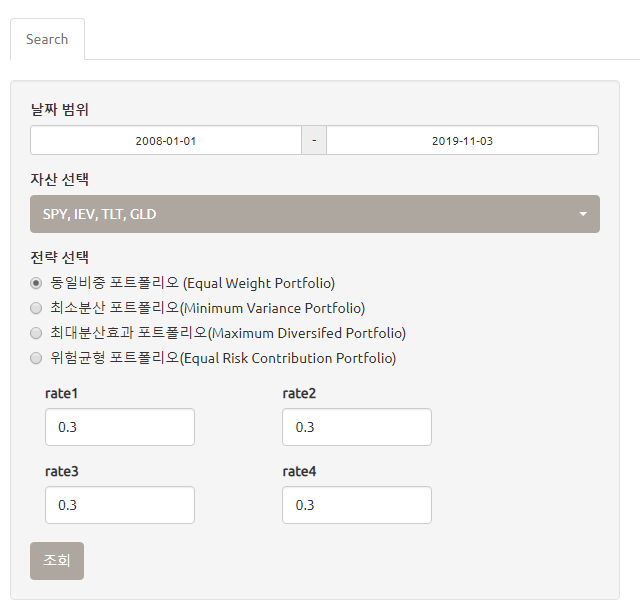 Search
날짜 범위
2008-01-01 - 2019-11-03
자산 선택
SPY, IEV, TLT, GLD
전략 선택
동일비중 포트폴리오 (Equal Weight Portfolio)
최소분산 포트폴리오(Minimum Variance Portfolio)
최대분산효과 포트폴리오(Maximum Diversifed Portfolio)
위험균형 포트폴리오(Equal Risk Contribution Portfolio)
rate1 rate2
0.3 0.3
rate3 rate4
0.3 0.3
조회